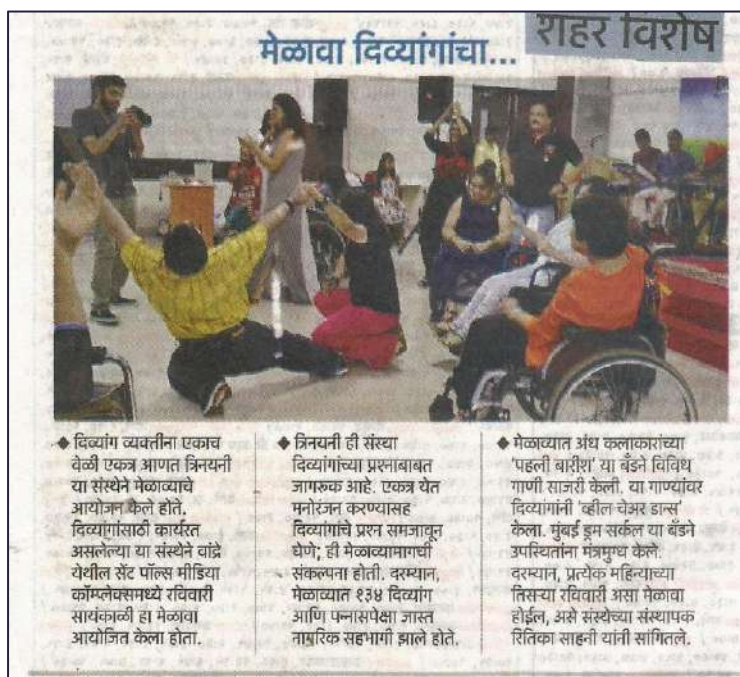 शहर विशेष
मेळावा दिव्यांगांचा...
◆ दिव्यांग व्यक्तीना एकाच
वेळी एकत्र आणत त्रिनयनी
या संस्थेने मेळाव्याचे
आयोजन केले होते.
दिव्यांगांसाठी कार्यरत
असलेल्या या संस्थेने वांद्रे
येथील सेंट पॉल्स मीडिया
कॉम्प्लेक्समध्ये रविवारी
सायंकाळी हा मेळावा
आयोजित केला होता.
◆ त्रिनयनी ही संस्था
दिव्यांगांच्या प्रश्नाबाबत
जागरूक आहे. एकत्र येत
मनोरंजन करण्यासह
दिव्यांगांचे प्रश्न समजावून
घेणे; ही मेळाव्यामागची
संकल्पना होती. दरम्यान,
मेळाव्यात १३४ दिव्यांग
आणि पन्नासपेक्षा जास्त
नागरिक सहभागी झाले होते.
◆ मेळाव्यात अंध कलाकारांच्या
'पहली बारीश' या बँडने विविध
गाणी साजरी केली. या गाण्यांवर
दिव्यांगांनी 'व्हील चेअर डान्स'
केला. मुंबई ड्रम सर्कल या बँडने
उपस्थितांना मंत्रमुग्ध केले.
दरम्यान, प्रत्येक महिन्याच्या
तिसऱ्या रविवारी असा मेळावा
होईल, असे संस्थेच्या संस्थापक
रितिका साहनी यांनी सांगितले.